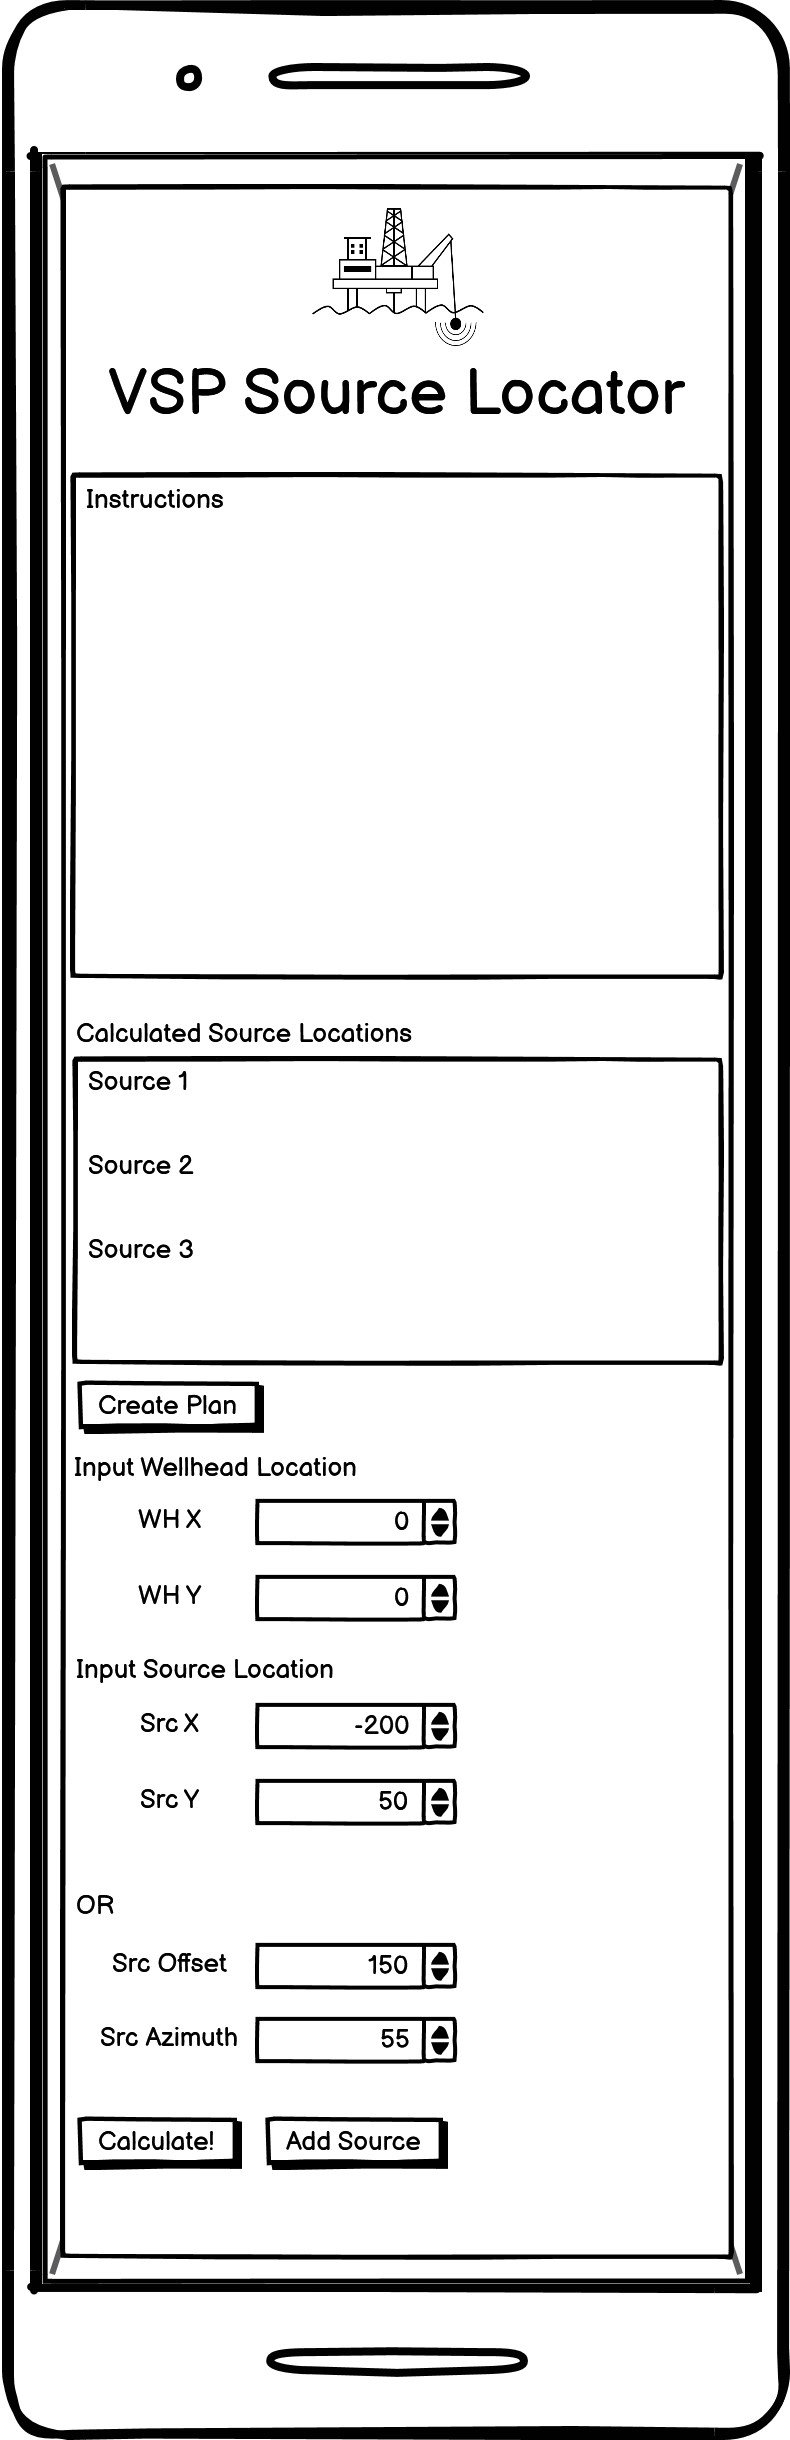 VSP Source Locator
Instructions
Calculated Source Locations
Source 1
Source 2
Source 3
Create Plan
Input Wellhead Location
WH X 0
WH Y 0
Input Source Location
Src X -200
Src Y 50
OR
Src Offset 150
Src Azimuth 55
Calculate! Add Source